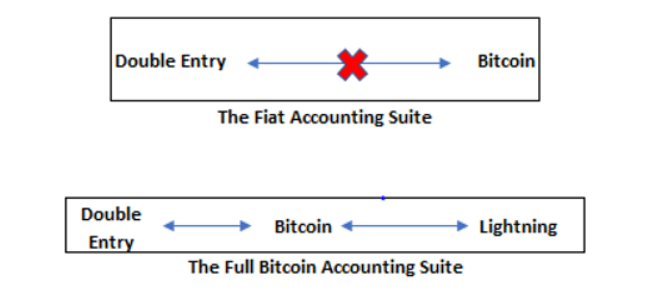 Double Entry Bitcoin
The Fiat Accounting Suite
Double
Entry
Bitcoin
Lightning
The Full Bitcoin Accounting Suite